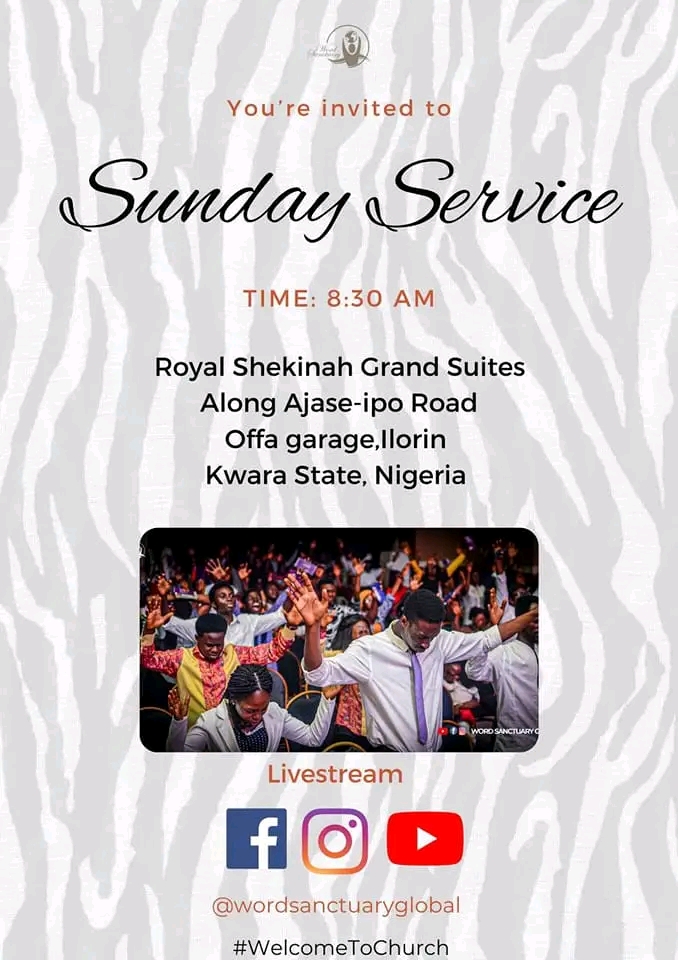 Word
Sanctuary
You're invited to
Sunday Service
TIME: 8:30 AM
Royal Shekinah Grand Suites
Along Ajase-ipo Road
Offa garage,Ilorin
Kwara State, Nigeria
WORD SANCTUARY
Livestream
@wordsanctuaryglobal
#WelcomeToChurch